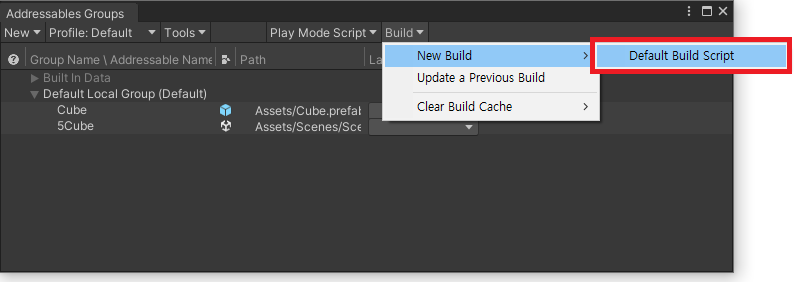 Addressables Groups
New Profile: Default Tools Play Mode Script Build
Group Name \ Addressable Name Path La
Built In Data
Default Local Group (Default)
Cube Assets/Cube.prefab
5Cube Assets/Scenes/Sce
New Build
Update a Previous Build
Clear Build Cache
Default Build Script